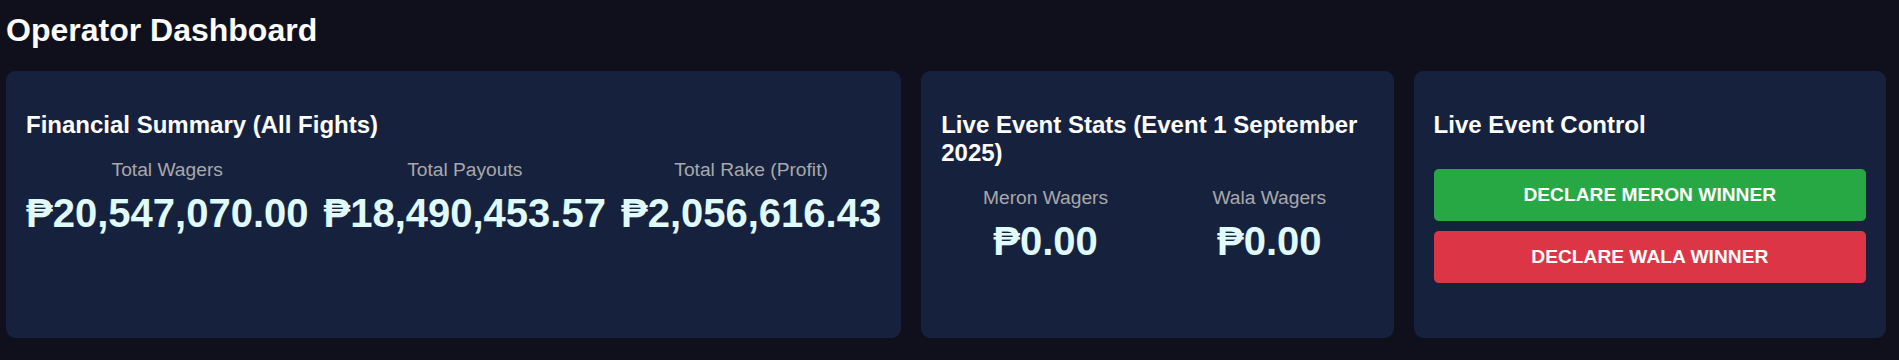 Operator Dashboard
Financial Summary (All Fights)
Total Wagers
₱20,547,070.00
Total Payouts
₱18,490,453.57
Total Rake (Profit)
₱2,056,616.43
Live Event Stats (Event 1 September
2025)
Meron Wagers
₱0.00
Wala Wagers
₱0.00
Live Event Control
DECLARE MERON WINNER
DECLARE WALA WINNER